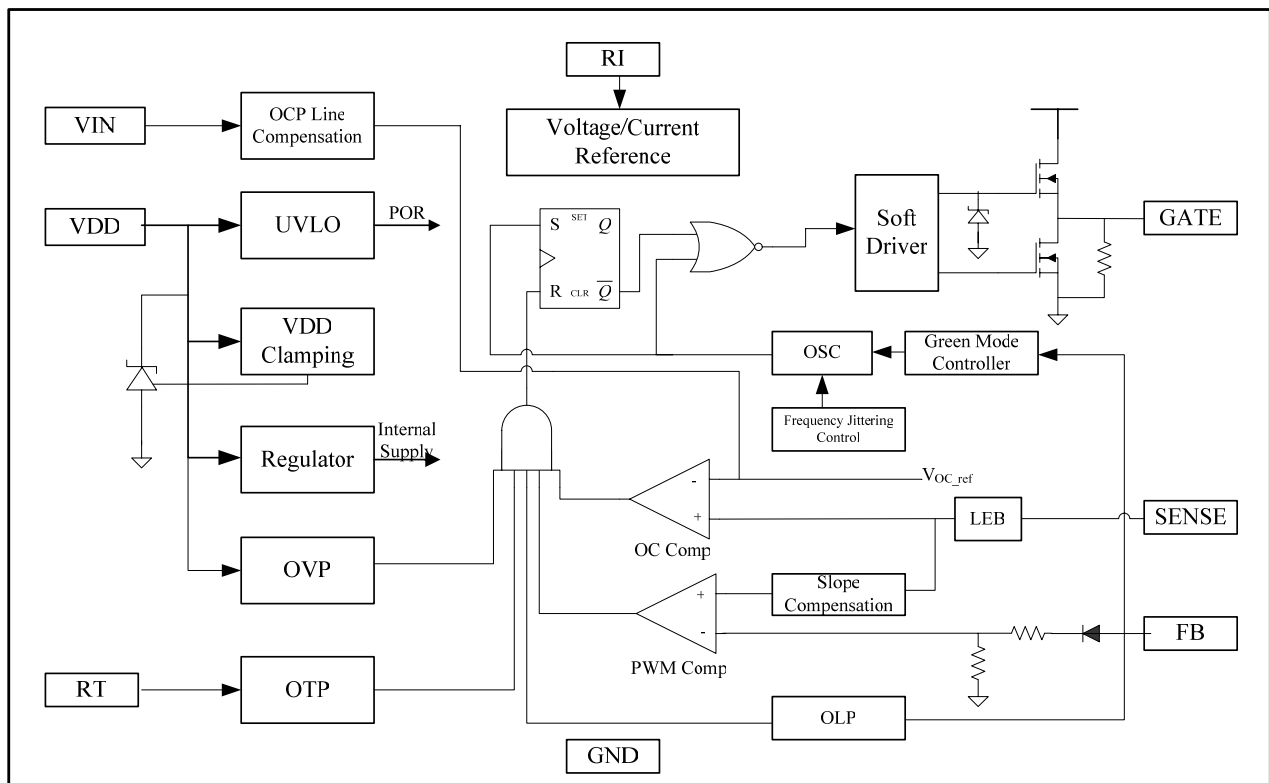 RI
VIN
OCP Line
Compensation
Voltage/Current
Reference
VDD
UVLO
POR
S
SET
Q
R
CLR
Q
Soft
Driver
GATE
VDD
Clamping
OSC
Green Mode
Controller
Frequency Jittering
Control
Regulator
Internal
Supply
-
+
OC Comp
VOC_ref
LEB
SENSE
OVP
Slope
Compensation
+
-
PWM Comp
FB
RT
OTP
OLP
GND